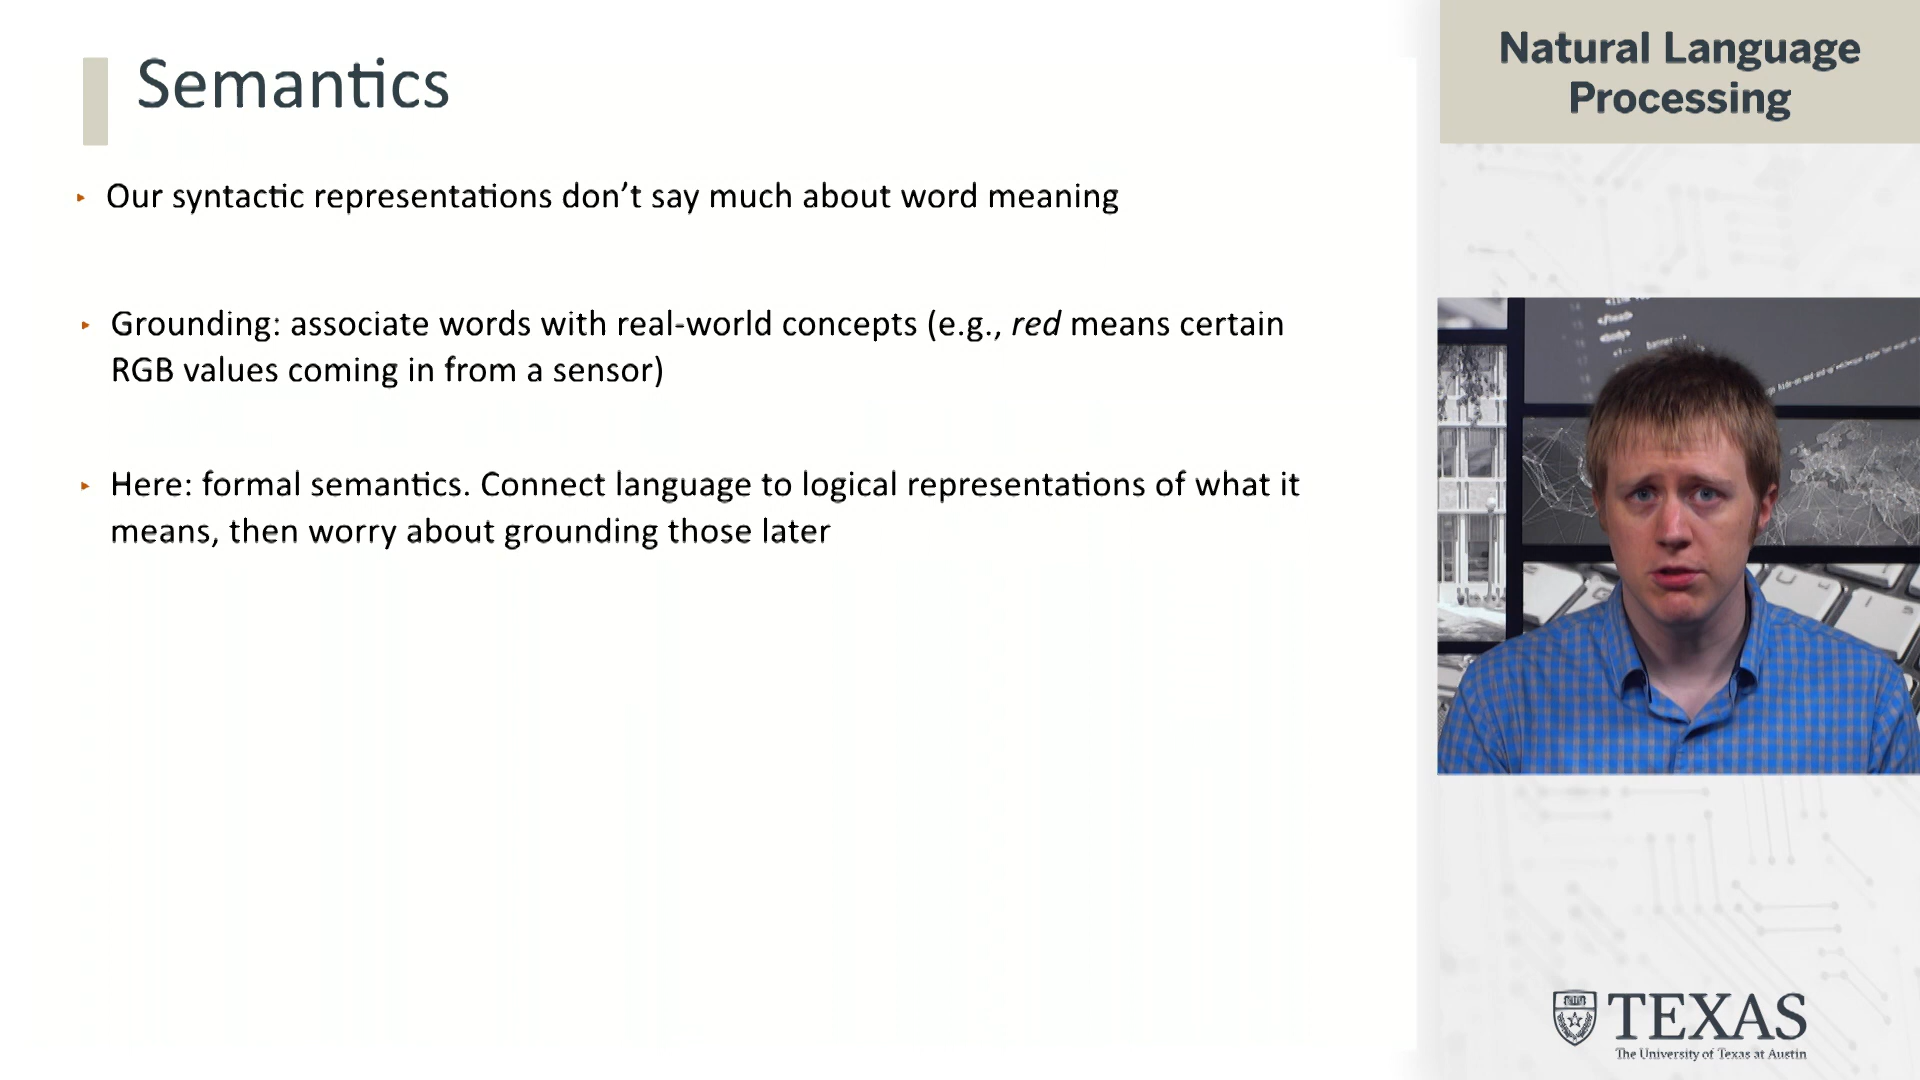 Semantics
Natural Language
Processing
Our syntactic representations don’t say much about word meaning
Grounding: associate words with real-world concepts (e.g., red means certain
RGB values coming in from a sensor)
Here: formal semantics. Connect language to logical representations of what it
means, then worry about grounding those later
TEXAS
The University of Texas at Austin